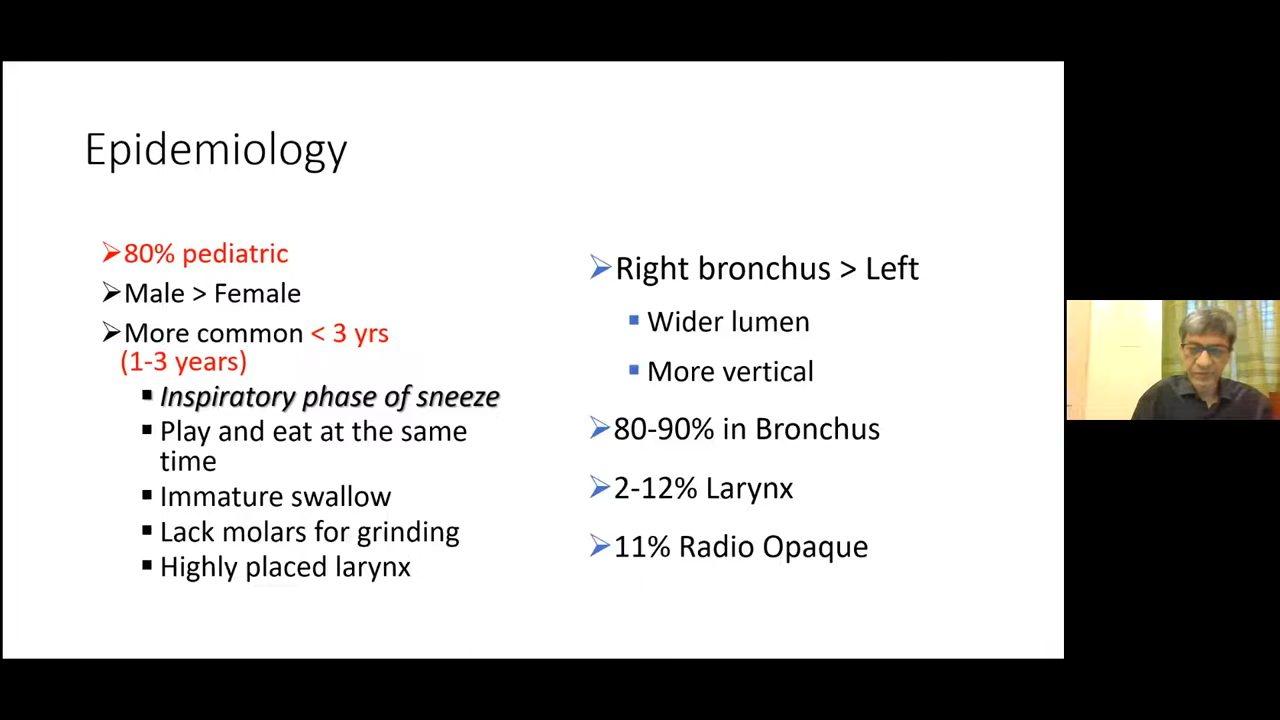 Epidemiology
80% pediatric
Male > Female
More common < 3 yrs
(1-3 years)
Inspiratory phase of sneeze
Play and eat at the same
time
Immature swallow
Lack molars for grinding
Highly placed larynx
Right bronchus > Left
Wider lumen
More vertical
80-90% in Bronchus
2-12% Larynx
11% Radio Opaque